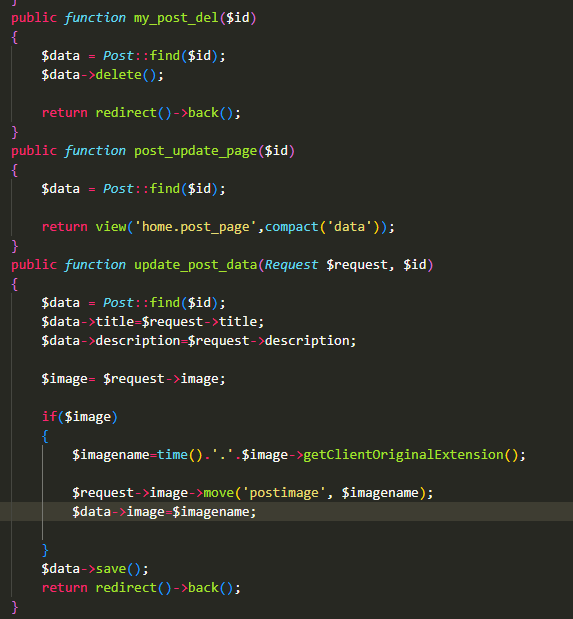 }
public function my_post_del($id)
{
    $data = Post::find($id);
    $data->delete();

    return redirect()->back();
}
public function post_update_page($id)
{
    $data = Post::find($id);

    return view('home.post_page',compact('data'));
}
public function update_post_data(Request $request, $id)
{
    $data = Post::find($id);
    $data->title=$request->title;
    $data->description=$request->description;

    $image= $request->image;

    if($image)
    {
        $imagename=time().'.'.$image->getClientOriginalExtension();

        $request->image->move('postimage', $imagename);
        $data->image=$imagename;

    }
    $data->save();
    return redirect()->back();
}